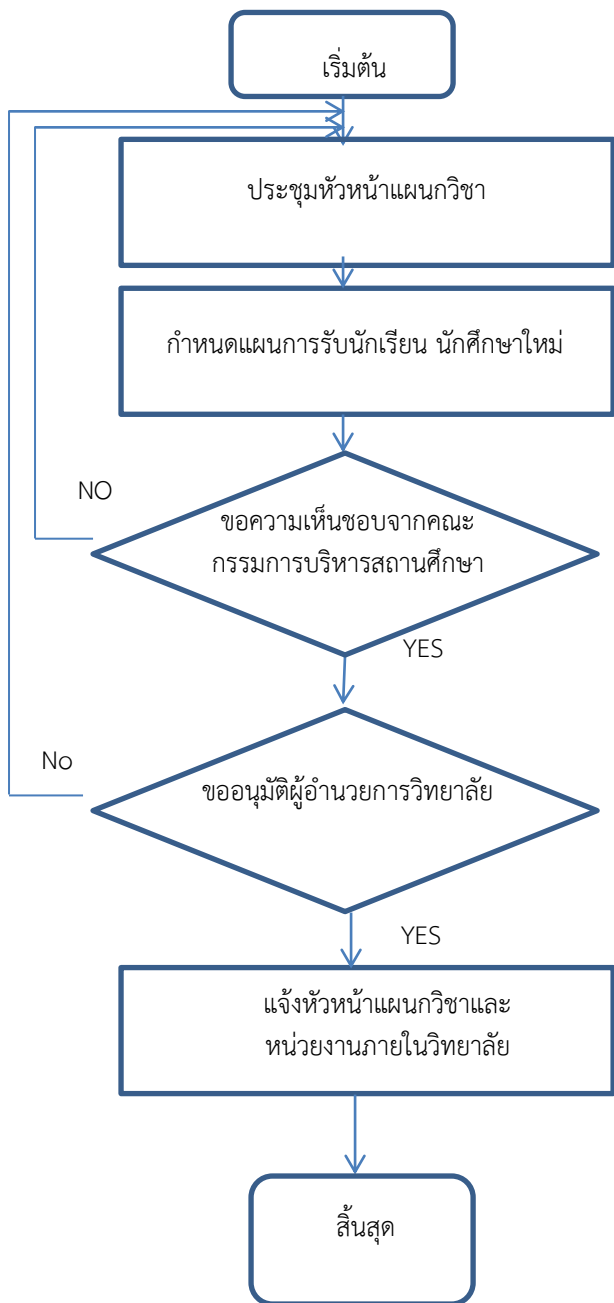 เริ่มต้น
ประชุมหัวหน้าแผนกวิชา
กำหนดแผนการรับนักเรียน นักศึกษาใหม่
NO
ขอความเห็นชอบจากคณะ
กรรมการบริหารสถานศึกษา
YES
No
ขออนุมัติผู้อำนวยการวิทยาลัย
YES
แจ้งหัวหน้าแผนกวิชาและ
หน่วยงานภายในวิทยาลัย
สิ้นสุด